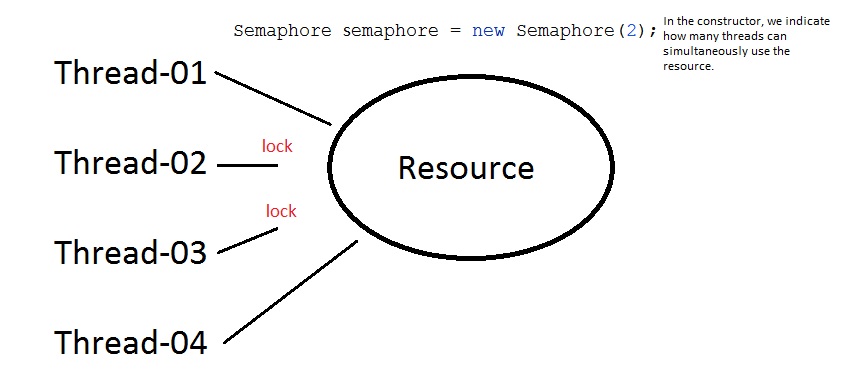 Semaphore semaphore = new Semaphore(2);
In the constructor, we indicate
how many threads can
simultaneously use the
resource.
Thread-01
lock
Thread-02
Resource
lock
Thread-03
Thread-04